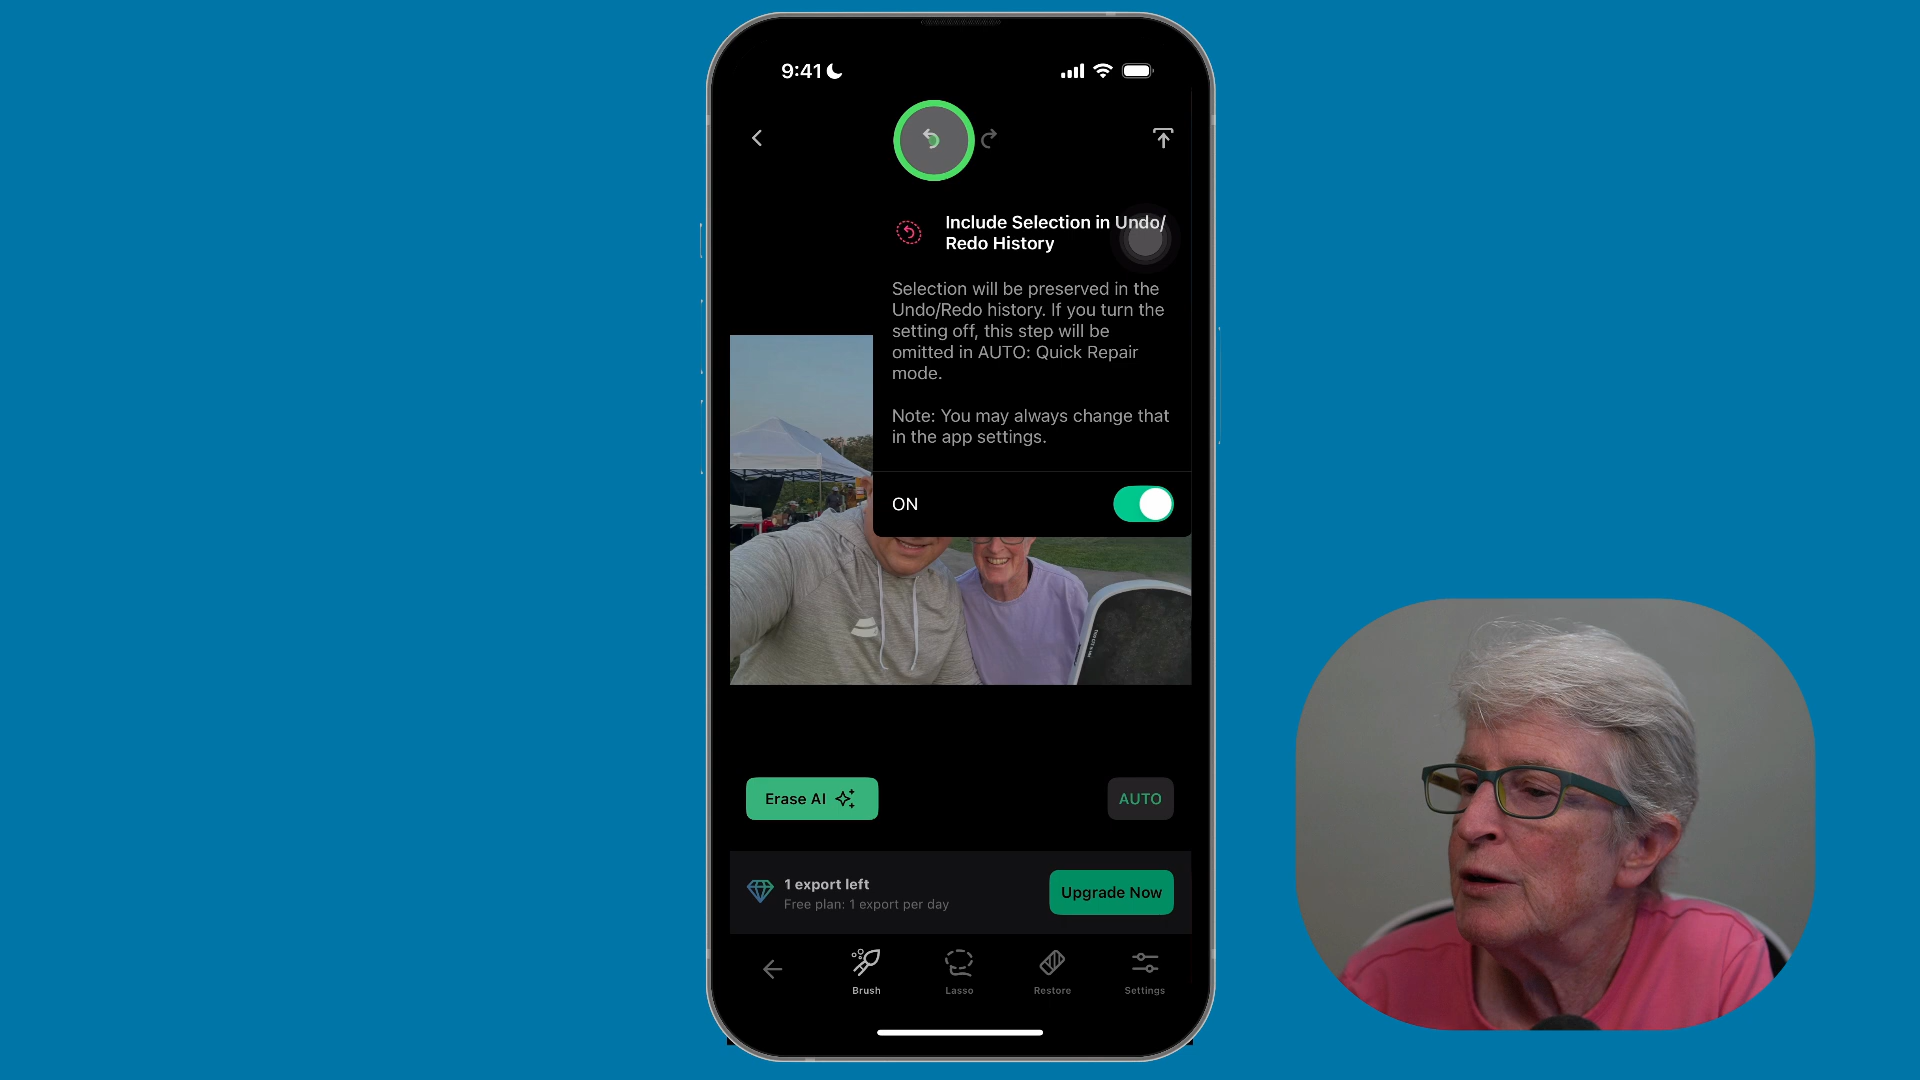 9:41
Include Selection in Undo/
Redo History
Selection will be preserved in the
Undo/Redo history. If you turn the
setting off, this step will be
omitted in AUTO: Quick Repair
mode.
Note: You may always change that
in the app settings.
ON
Erase AI
AUTO
1 export left
Free plan: 1 export per day
Upgrade Now
Brush
Lasso
Restore
Settings